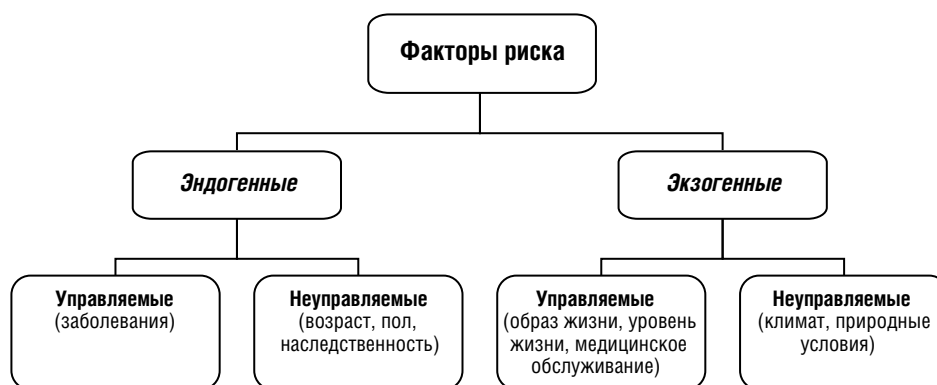 Факторы риска
Эндогенные
Экзогенные
Управляемые
(заболевания)
Неуправляемые
(возраст, пол,
наследственность)
Управляемые
(образ жизни, уровень
жизни, медицинское
обслуживание)
Неуправляемые
(климат, природные
условия)